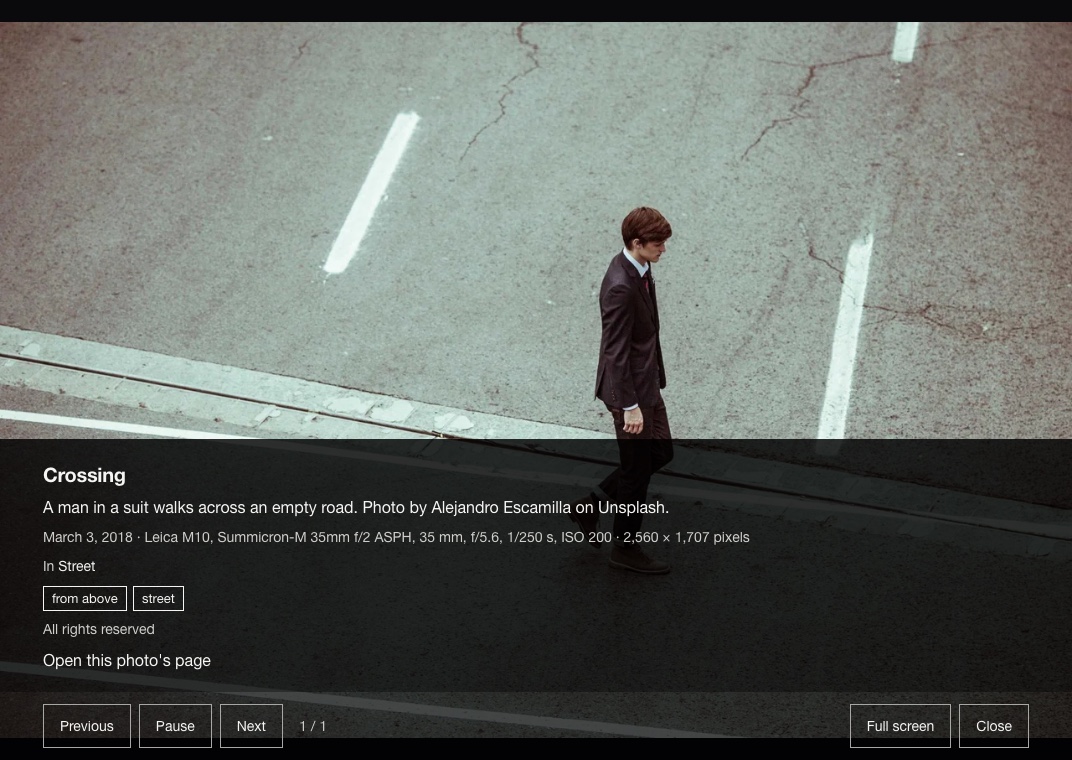 Crossing
A man in a suit walks across an empty road. Photo by Alejandro Escamilla on Unsplash.
March 3, 2018 · Leica M10, Summicron-M 35mm f/2 ASPH, 35 mm, f/5.6, 1/250 s, ISO 200 · 2,560 × 1,707 pixels
In Street
from above street
All rights reserved
Open this photo's page
Previous Pause Next 1 / 1 Full screen Close